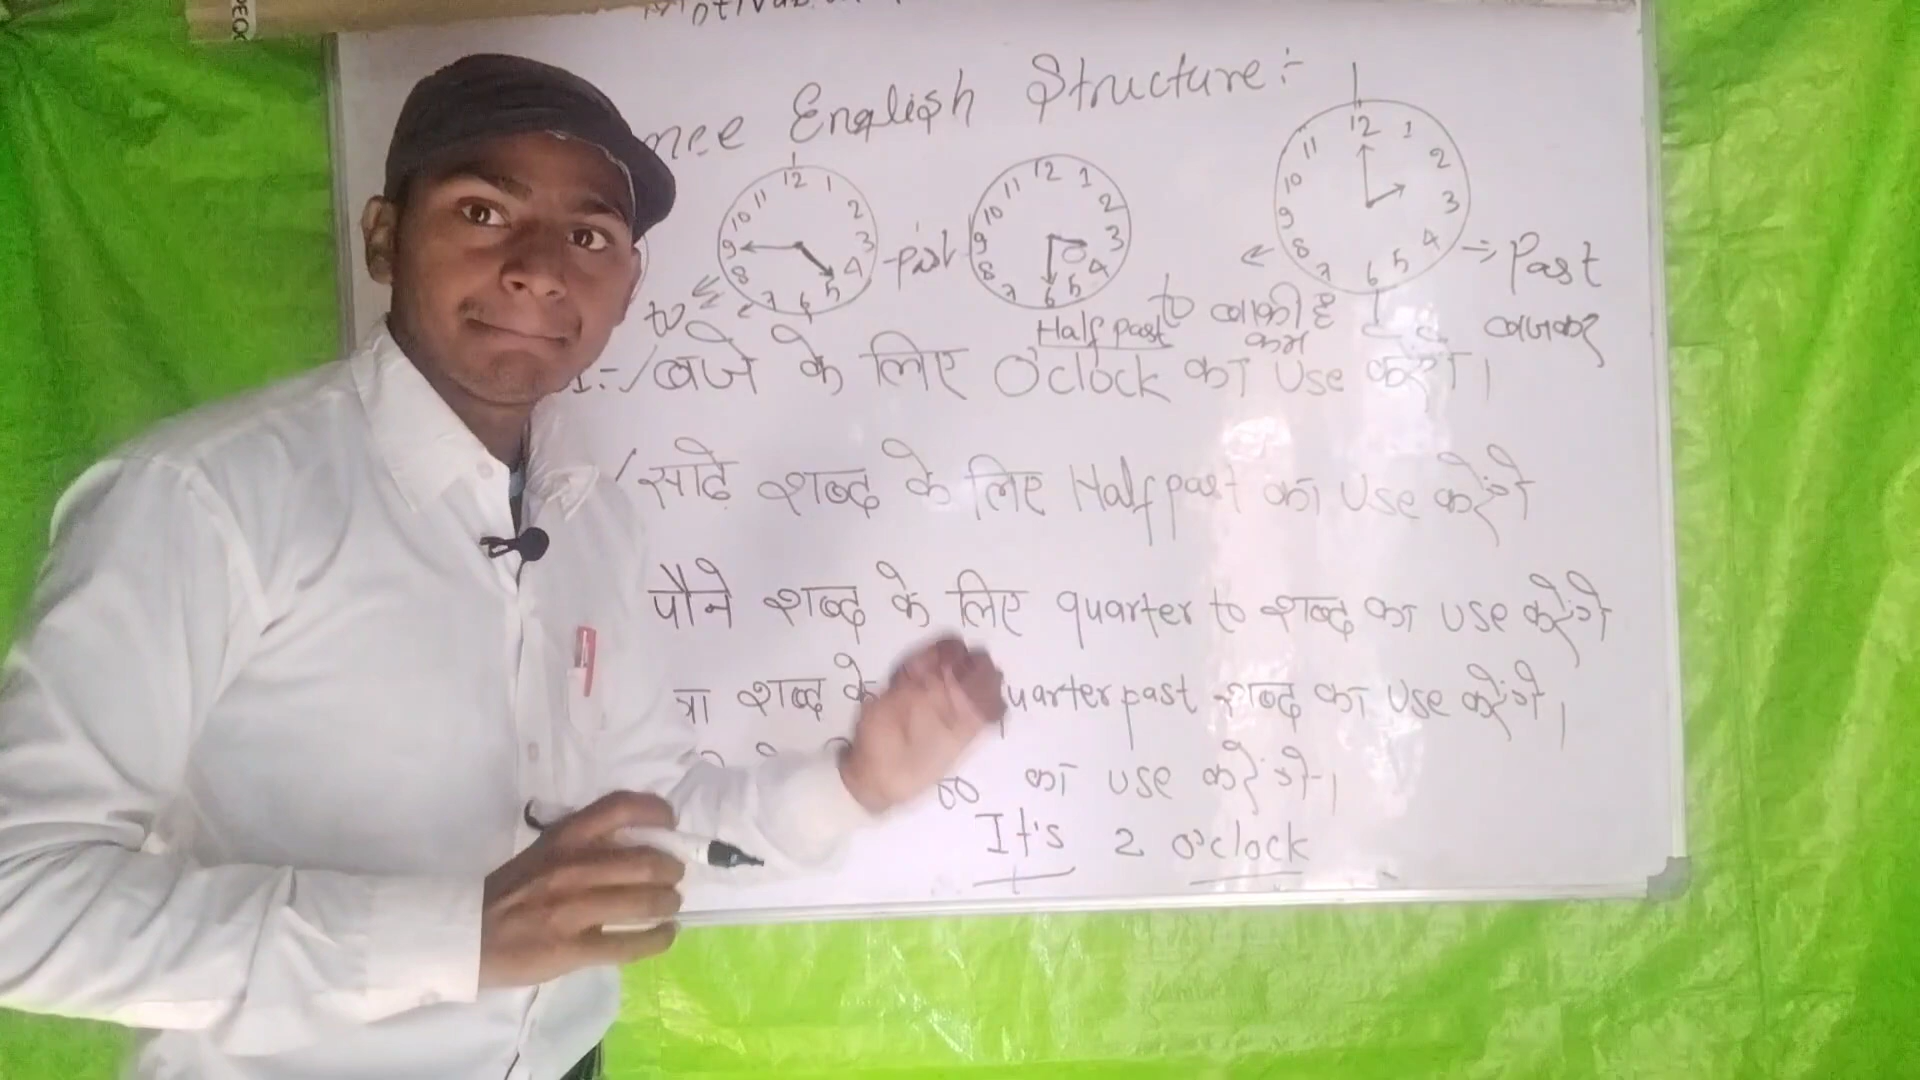 English Structure:-
12 1 2 3 4 5 6 7 8 9 10 11
12 1 2 3 4 5 6 7 8 9 10 11
12 1 2 3 4 5 6 7 8 9 10 11
to
Half past
to बाकी है
कम
Past
बजकर
बजे के लिए O'clock का Use
साढे शब्द के लिए Half past का Use करेंगे
पौने शब्द के लिए quarter to शब्द का use करेंगे
शब्द के uarter past शब्द का use करेंगे।
का use करेंगे।
It's 2 o'clock